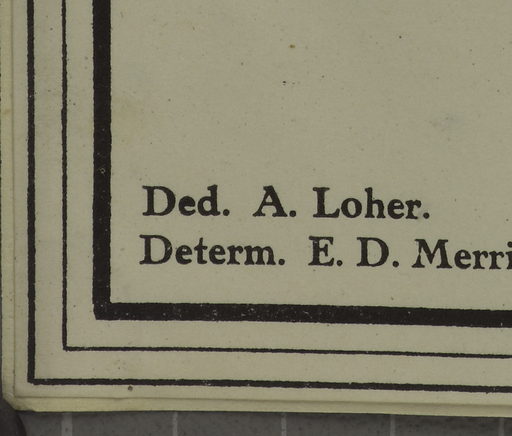 Ded. A. Loher.
Determ. E. D. Merri